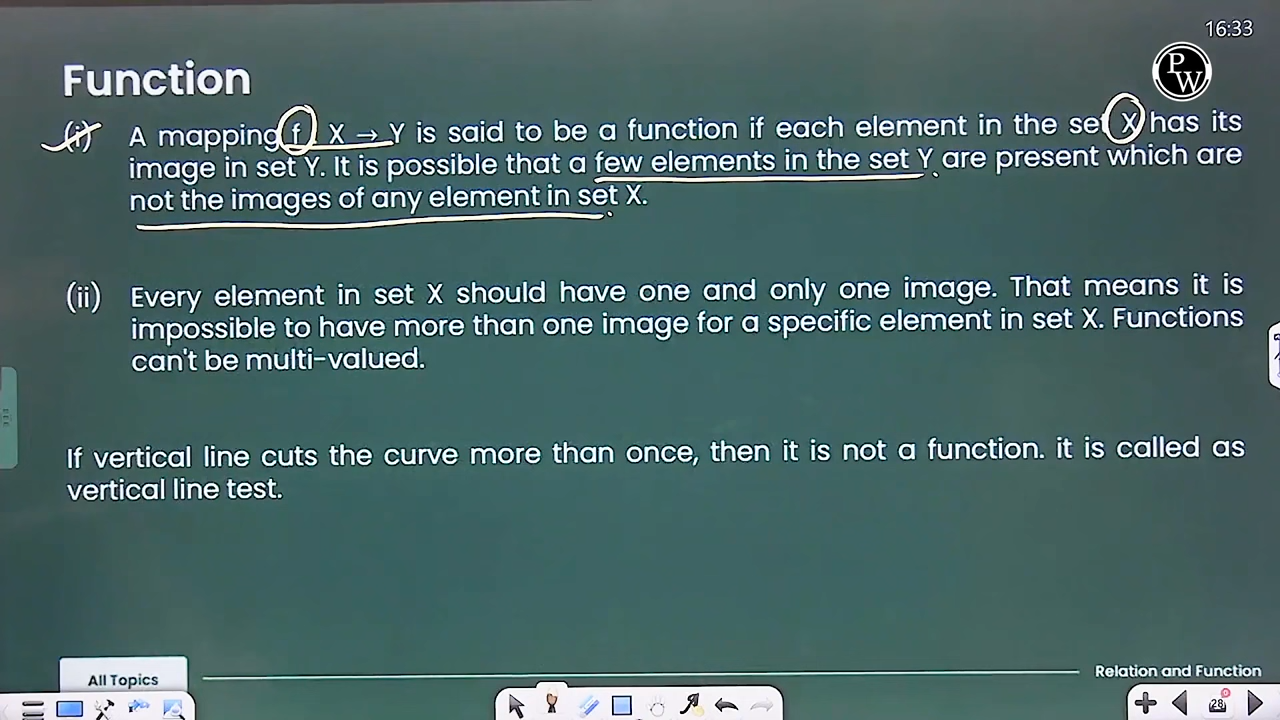 16:33
PW
Function
(i) A mapping f X → Y is said to be a function if each element in the set X has its
image in set Y. It is possible that a few elements in the set Y are present which are
not the images of any element in set X.
(ii) Every element in set X should have one and only one image. That means it is
impossible to have more than one image for a specific element in set X. Functions
can't be multi-valued.
If vertical line cuts the curve more than once, then it is not a function. it is called as
vertical line test.
All Topics
Relation and Function
28